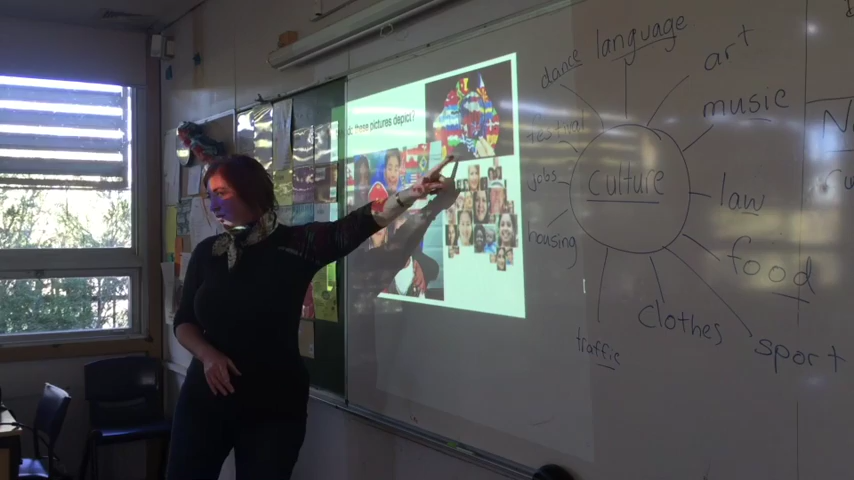 these pictures depict?
dance
language
art
festival
music
jobs
culture
law
housing
food
clothes
traffic
sport